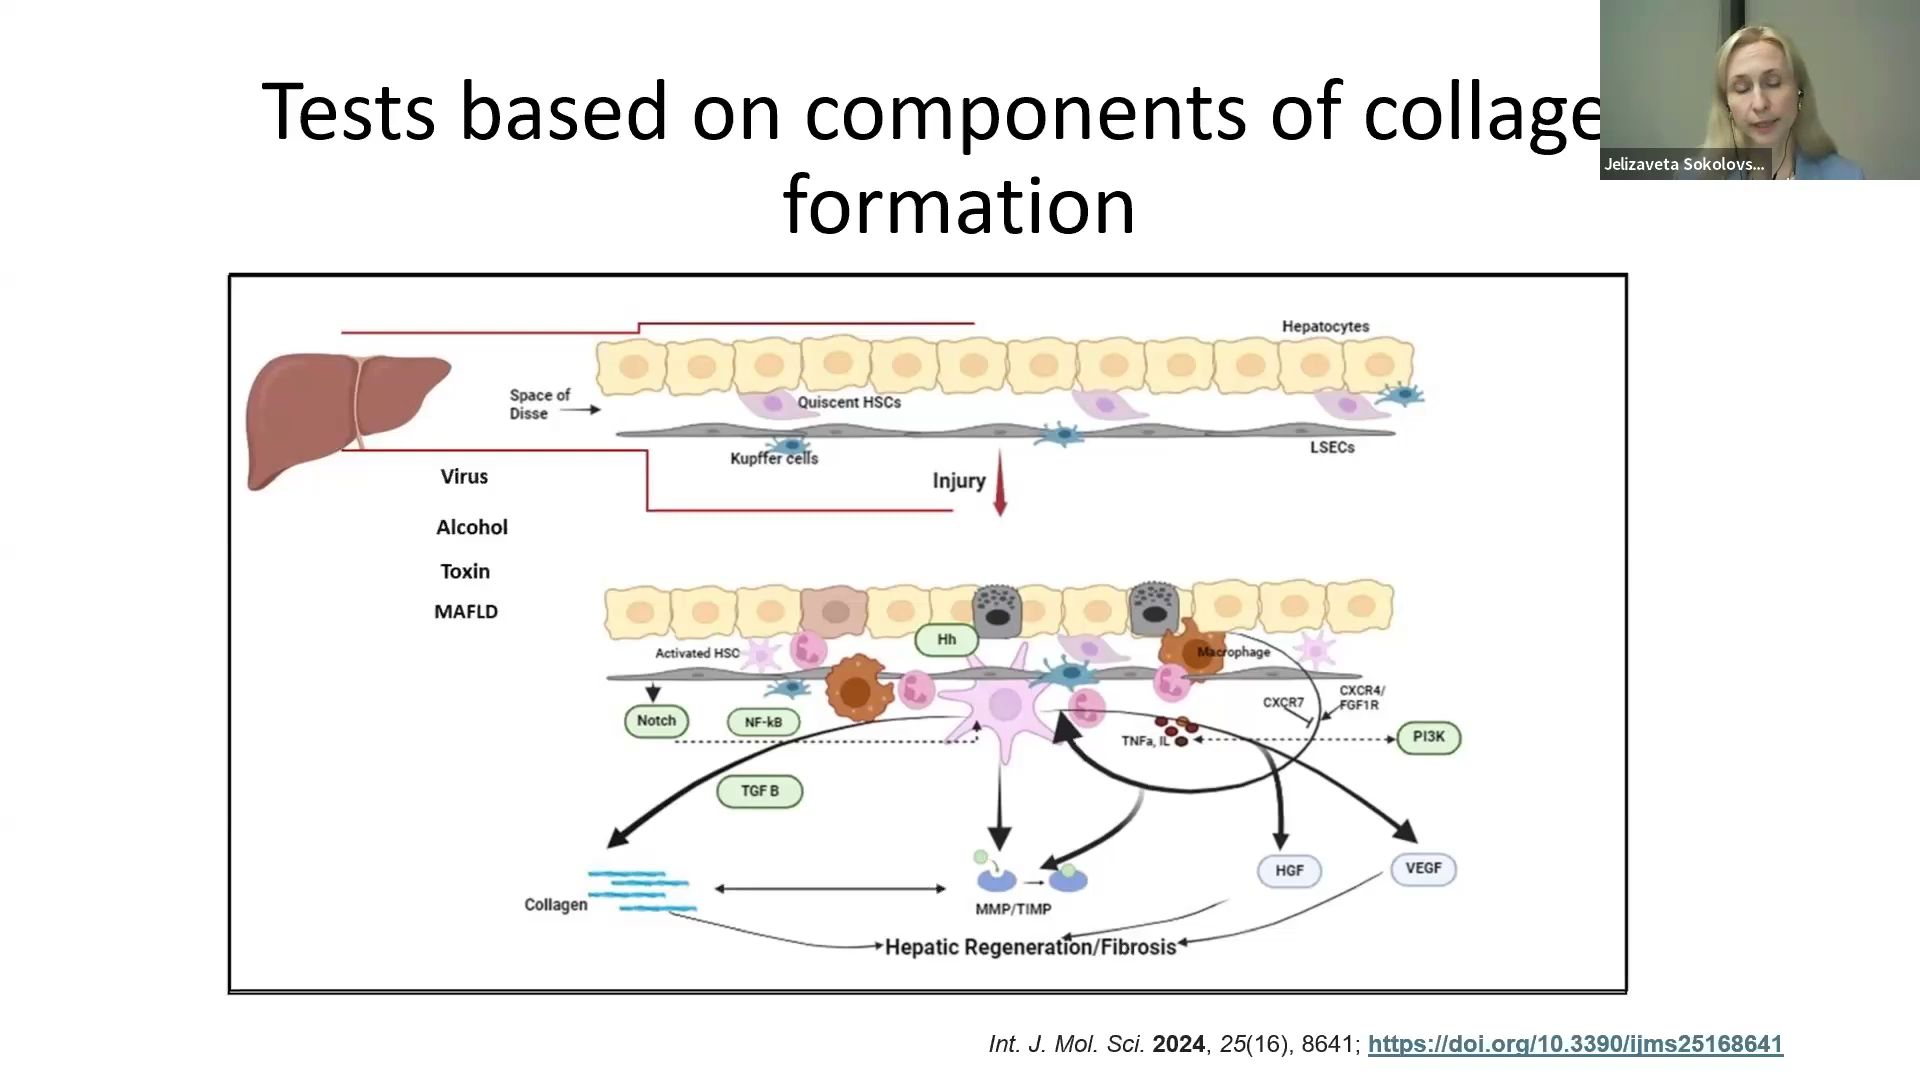 Tests based on components of collage
formation
Jelizaveta Sokolovs...
Hepatocytes
Space of
Disse
Quiscent HSCs
Kupffer cells
LSECs
Virus
Injury
Alcohol
Toxin
MAFLD
Hh
Activated HSC
Macrophage
CXCR7
CXCR4/
FGF1R
Notch
NF-kB
TNFa, IL
PI3K
TGF B
HGF
VEGF
Collagen
MMP/TIMP
Hepatic Regeneration/Fibrosis
Int. J. Mol. Sci. 2024, 25(16), 8641; https://doi.org/10.3390/ijms25168641